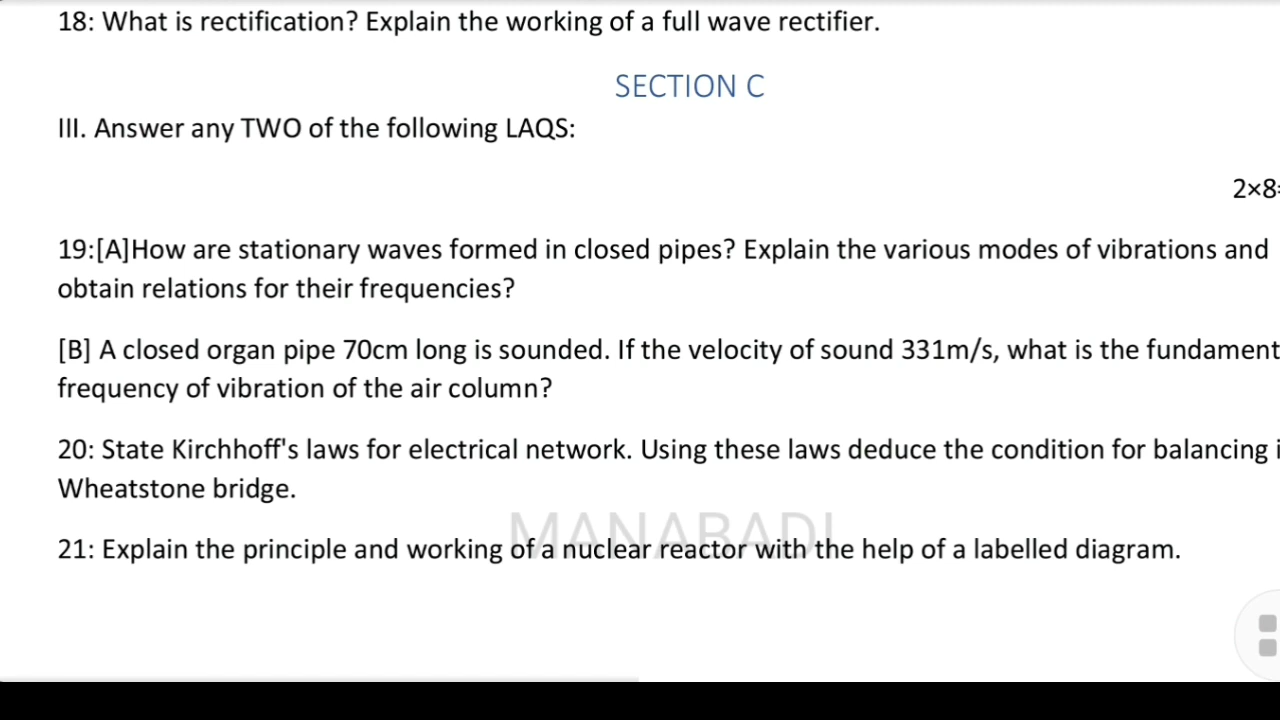 18: What is rectification? Explain the working of a full wave rectifier.
SECTION C
III. Answer any TWO of the following LAQS:
2×8=
19:[A]How are stationary waves formed in closed pipes? Explain the various modes of vibrations and
obtain relations for their frequencies?
[B] A closed organ pipe 70cm long is sounded. If the velocity of sound 331m/s, what is the fundament
frequency of vibration of the air column?
20: State Kirchhoff's laws for electrical network. Using these laws deduce the condition for balancing i
Wheatstone bridge.
MANABADI
21: Explain the principle and working of a nuclear reactor with the help of a labelled diagram.